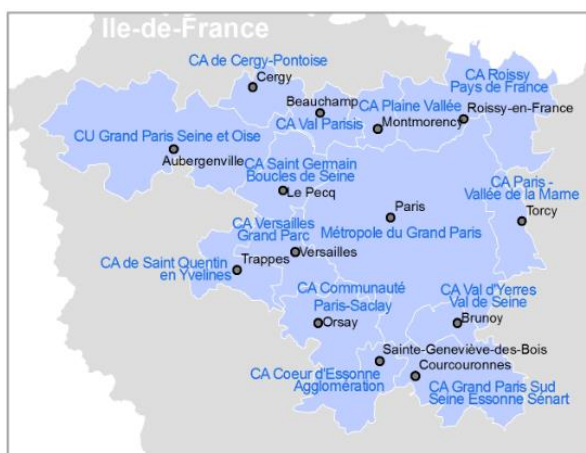 Ile-de-France
CA de Cergy-Pontoise
Cergy
CA Roissy
Pays de France
Beauchamp
CA Plaine Vallée
Roissy-en-France
CA Val Parisis
Montmorency
CU Grand Paris Seine et Oise
Aubergenville
CA Saint Germain
Boucles de Seine
Le Pecq
CA Paris -
Vallée de la Marne
Paris
Torcy
CA Versailles
Grand Parc
Métropole du Grand Paris
Trappes
Versailles
CA de Saint Quentin
en Yvelines
CA Communauté
Paris-Saclay
CA Val d'Yerres
Val de Seine
Orsay
Brunoy
Sainte-Geneviève-des-Bois
CA Coeur d'Essonne
Agglomération
Courcouronnes
CA Grand Paris Sud
Seine Essonne Sénart